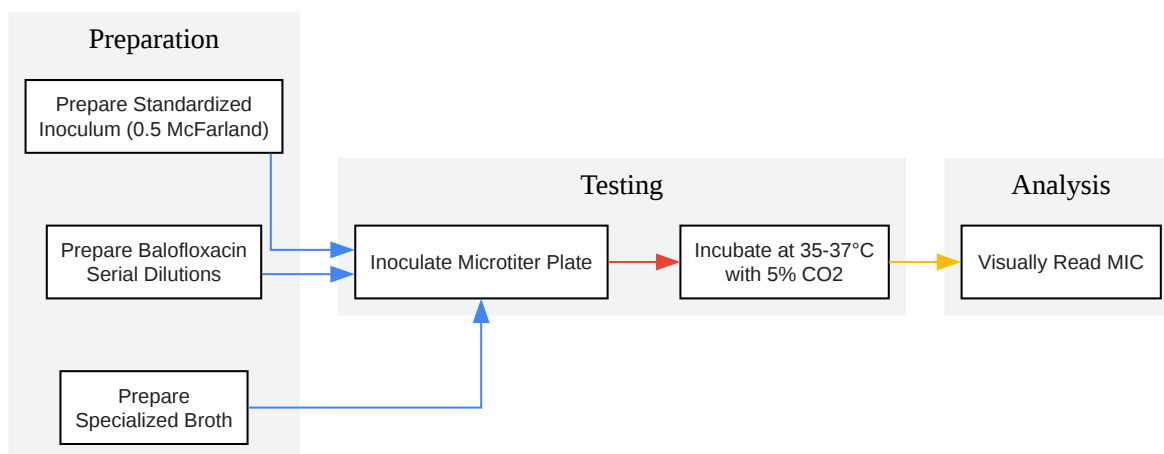 Preparation
Prepare Standardized
Inoculum (0.5 McFarland)
Prepare Balofloxacin
Serial Dilutions
Prepare
Specialized Broth
Testing
Inoculate Microtiter Plate
Incubate at 35-37°C
with 5% CO2
Analysis
Visually Read MIC